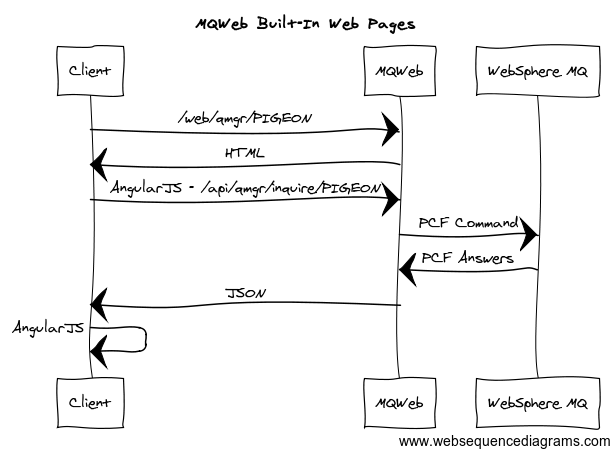 MQWeb Built-In Web Pages
Client
MQWeb
WebSphere MQ
/web/qmgr/PIGEON
HTML
AngularJS - /api/qmgr/inquire/PIGEON
PCF Command
PCF Answers
JSON
AngularJS
Client
MQWeb
WebSphere MQ
www.websequencediagrams.com